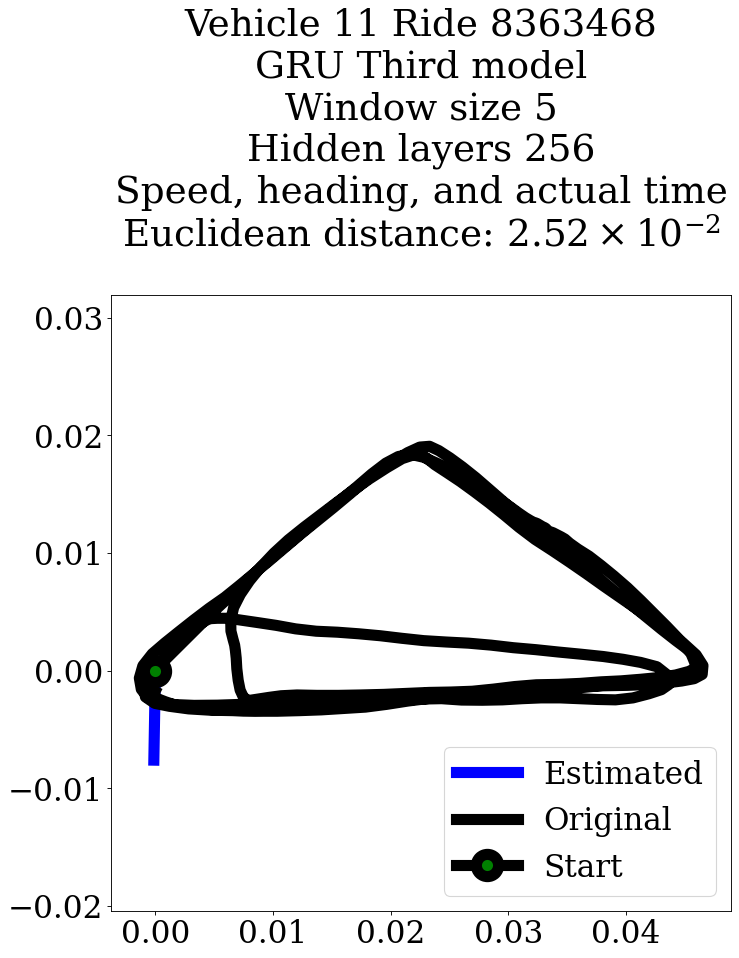 Vehicle 11 Ride 8363468
GRU Third model
Window size 5
Hidden layers 256
Speed, heading, and actual time
Euclidean distance: 2.52 × 10⁻²
0.03
0.02
0.01
0.00
−0.01
−0.02
Estimated
Original
Start
0.00 0.01 0.02 0.03 0.04